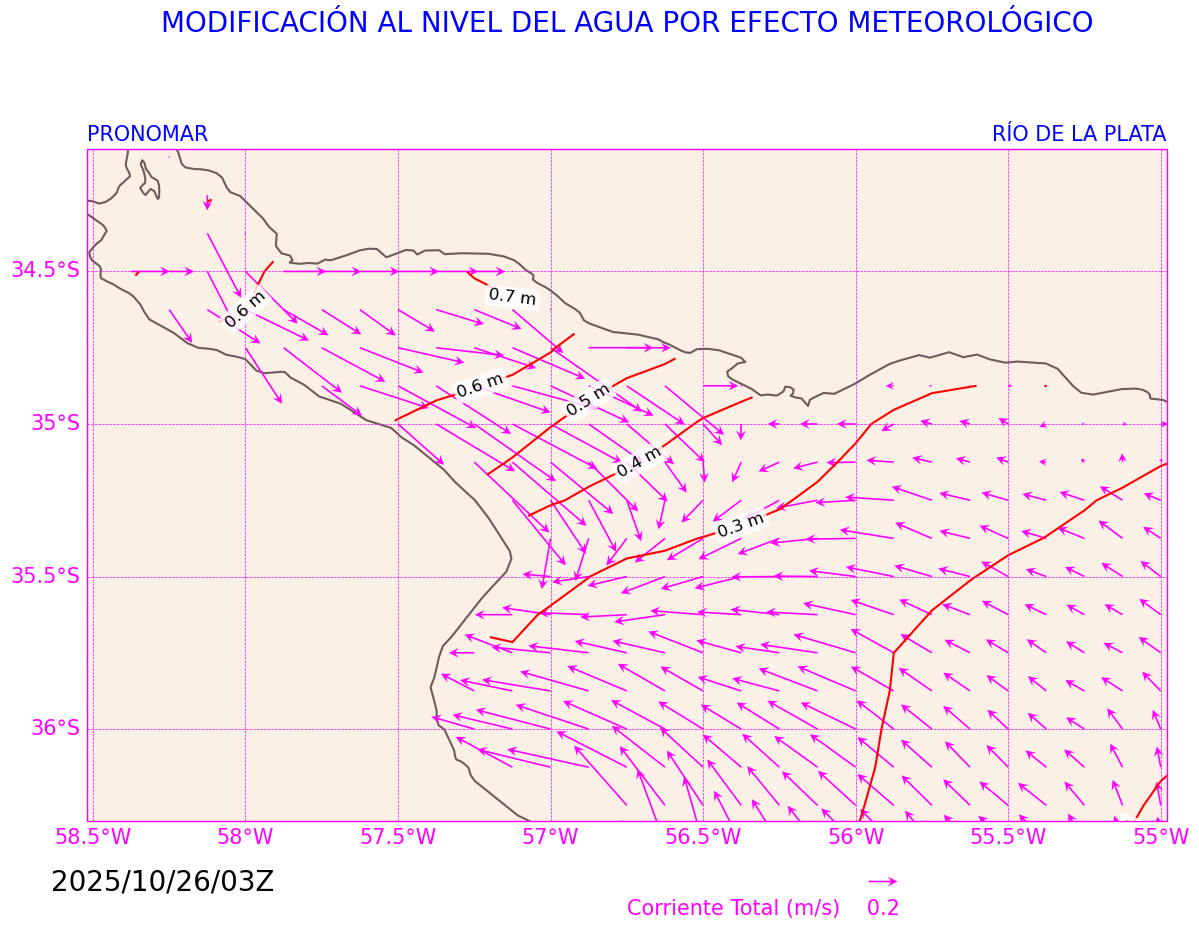 MODIFICACIÓN AL NIVEL DEL AGUA POR EFECTO METEOROLÓGICO
PRONOMAR
RÍO DE LA PLATA
34.5°S
35°S
35.5°S
36°S
0.6 m
0.7 m
0.6 m
0.5 m
0.4 m
0.3 m
58.5°W
58°W
57.5°W
57°W
56.5°W
56°W
55.5°W
55°W
2025/10/26/03Z
Corriente Total (m/s) 0.2